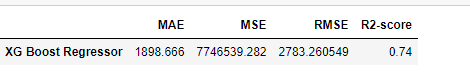 MAE MSE RMSE R2-score
XG Boost Regressor 1898.666 7746539.282 2783.260549 0.74